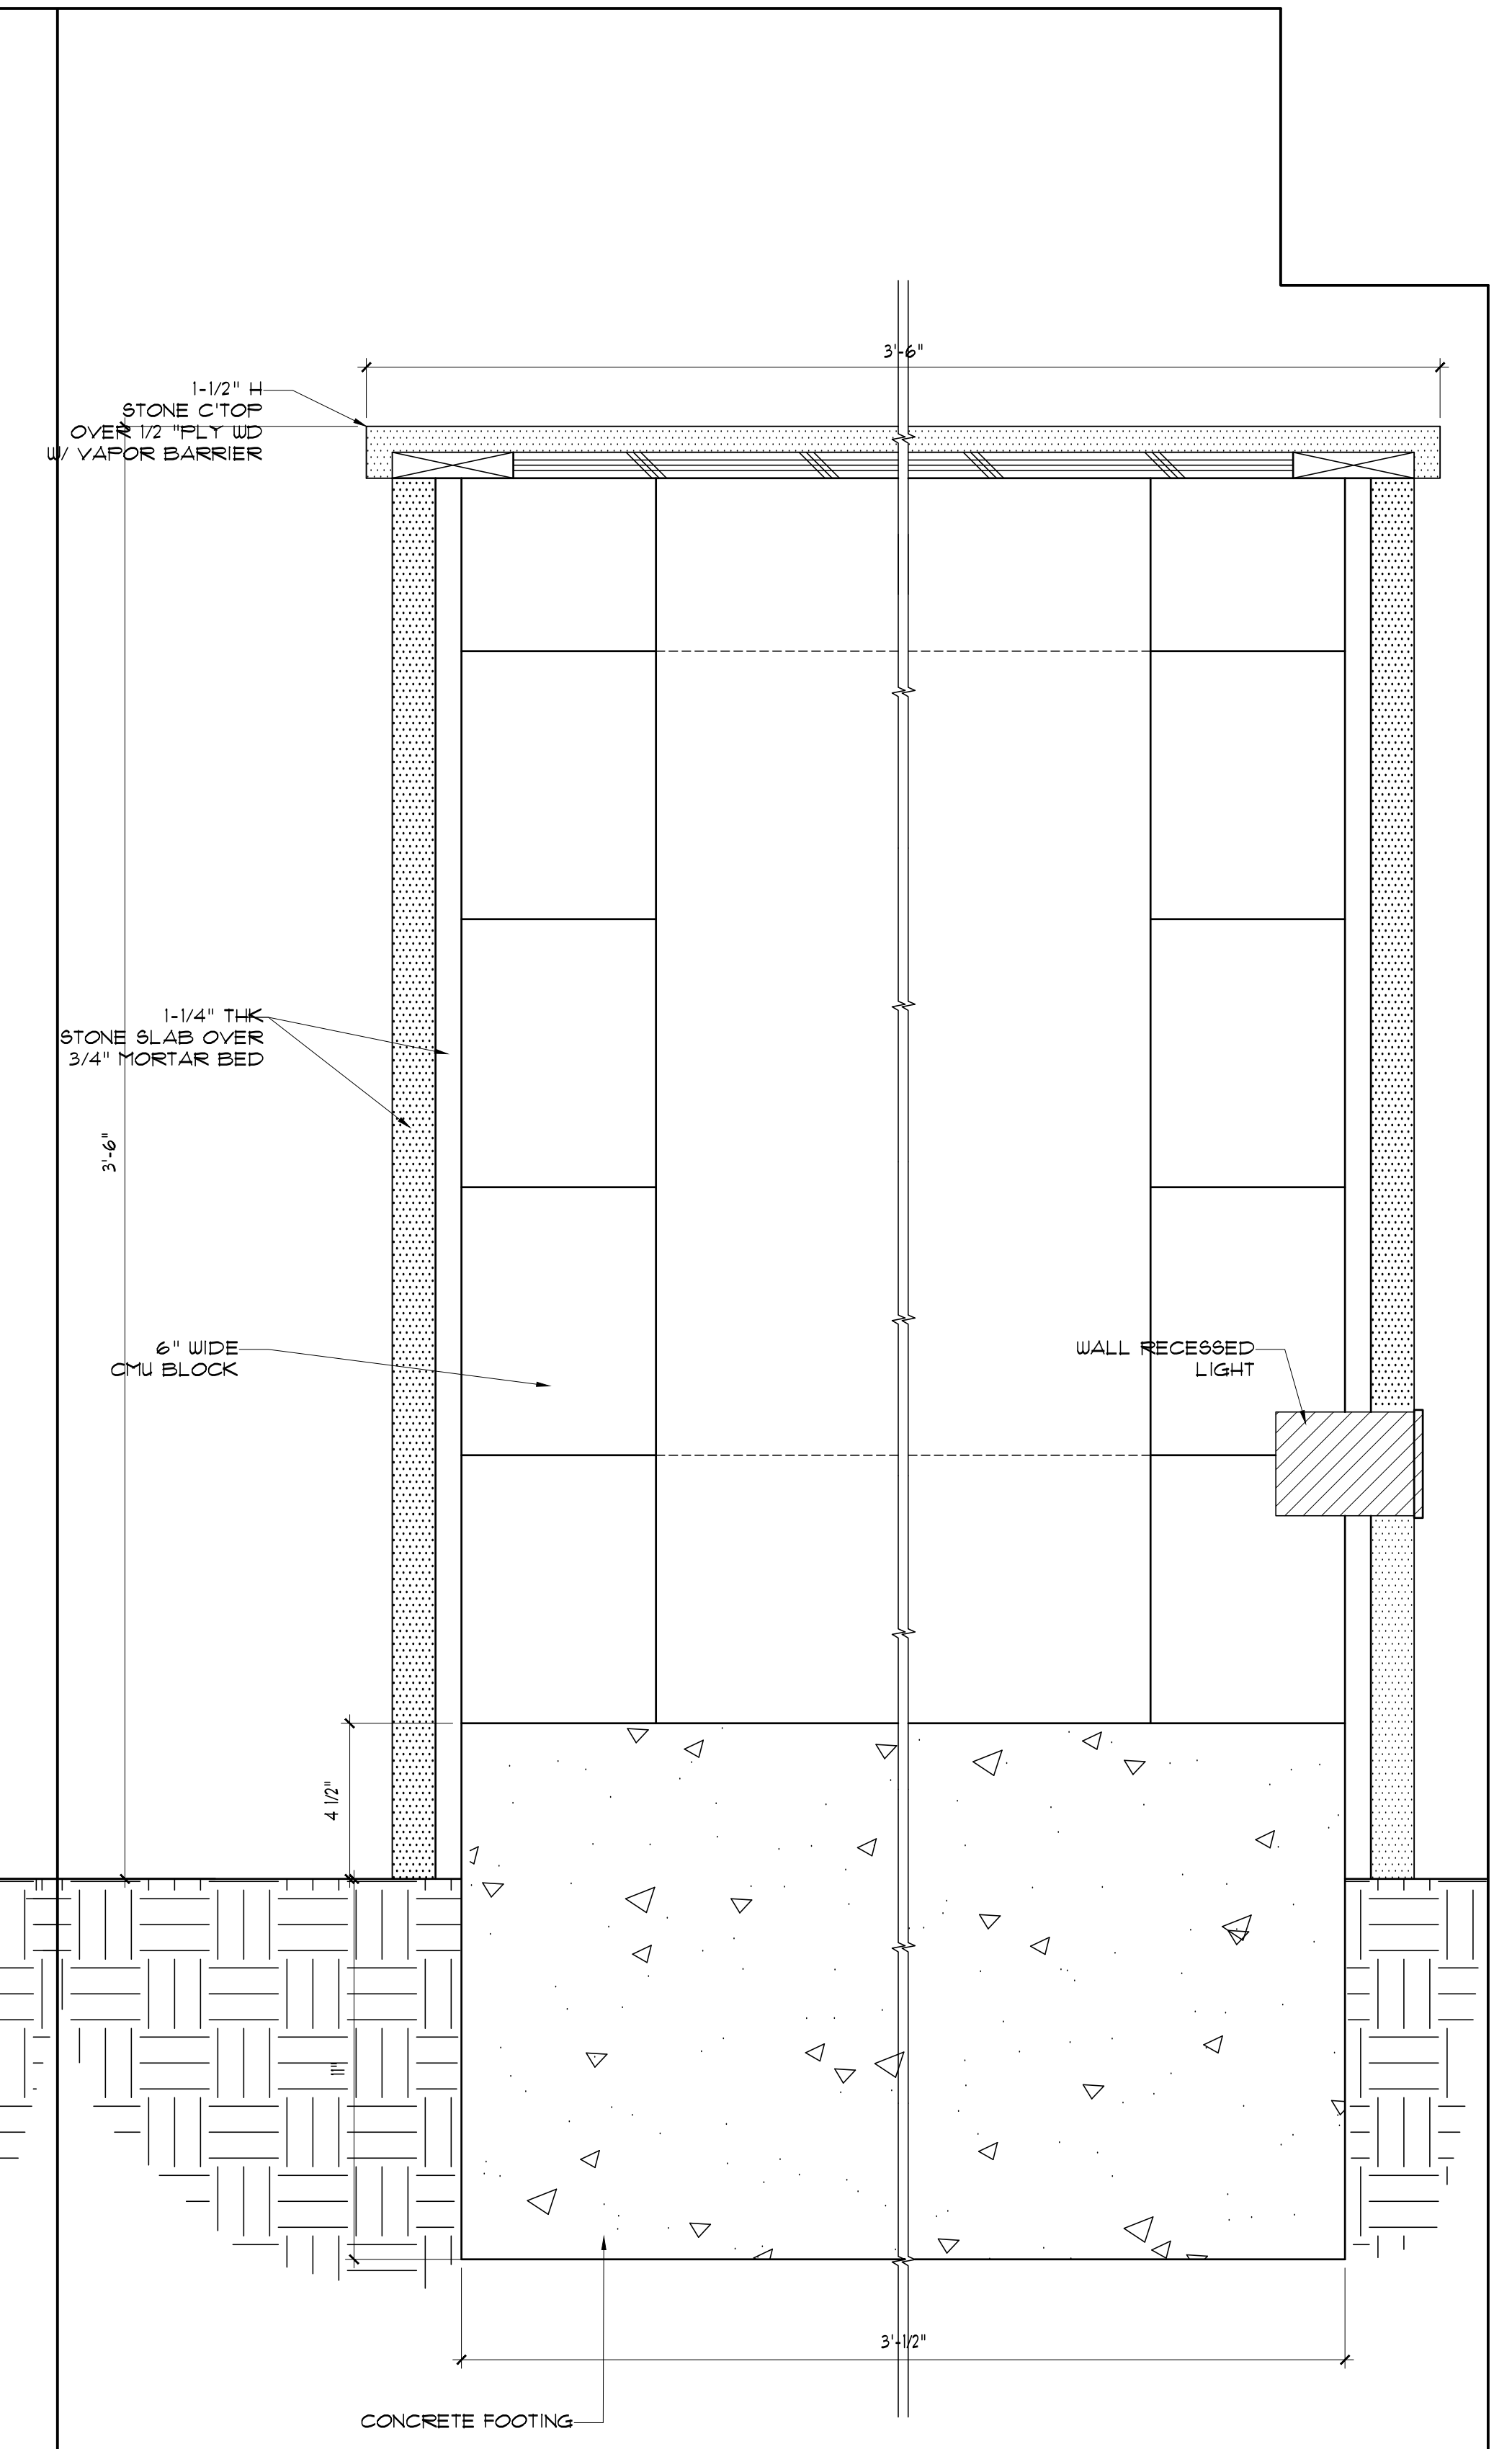 3'-6"
1-1/2" H
STONE C'TOP
OVER 1/2 "PLY WD
W/ VAPOR BARRIER
1-1/4" THK
STONE SLAB OVER
3/4" MORTAR BED
3'-6"
6" WIDE
CMU BLOCK
WALL RECESSED
LIGHT
4 1/2"
11"
3'-1/2"
CONCRETE FOOTING